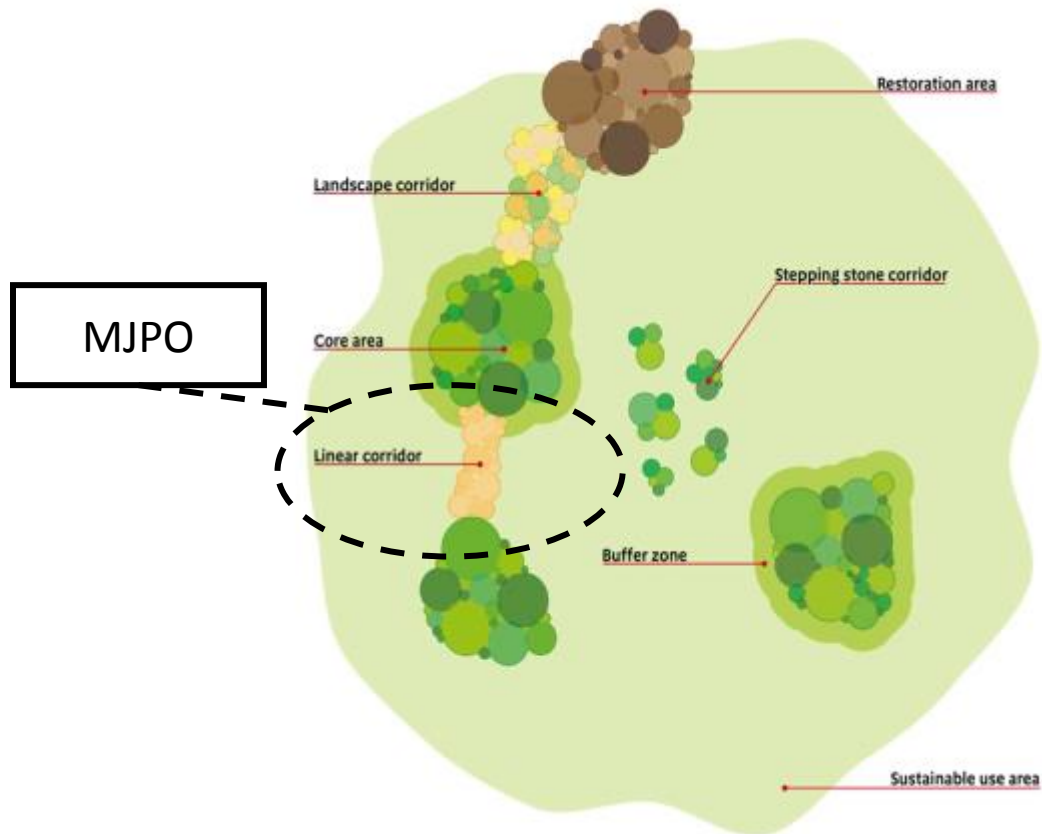 Restoration area
Landscape corridor
Stepping stone corridor
MJPO
Core area
Linear corridor
Buffer zone
Sustainable use area